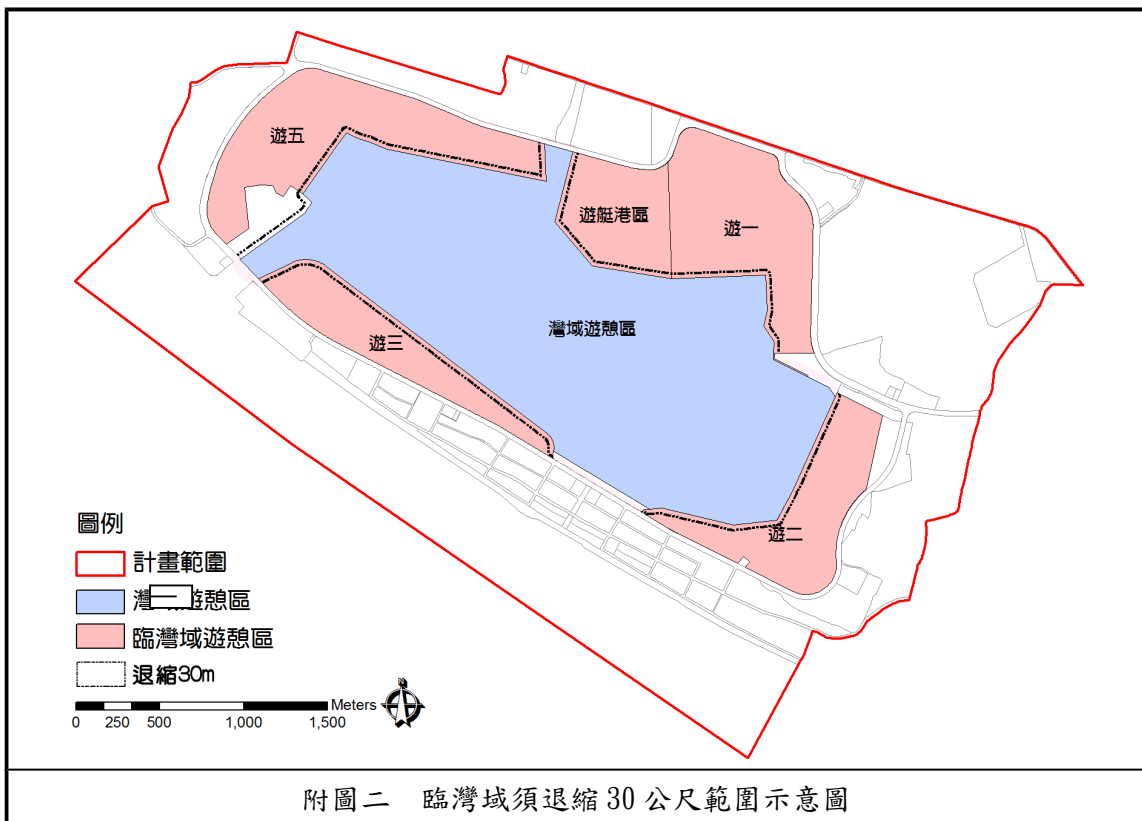 遊五
遊艇港區
遊一
灣域遊憩區
遊三
遊二
圖例
計畫範圍
灣域遊憩區
臨灣域遊憩區
退縮30m
Meters
0 250 500 1,000 1,500
附圖二 臨灣域須退縮 30 公尺範圍示意圖